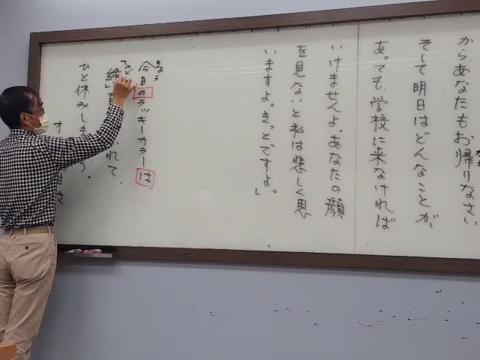 から、あなたもお帰りなさい
そして明日はどんなことが
あっても、学校に来なければ
いけませんよ。あなたの顔
を見ないと私は悲しく思
いますよ。きっとですよ。」
今日のラッキーカラーは
緑
れて、
ひと休みしま